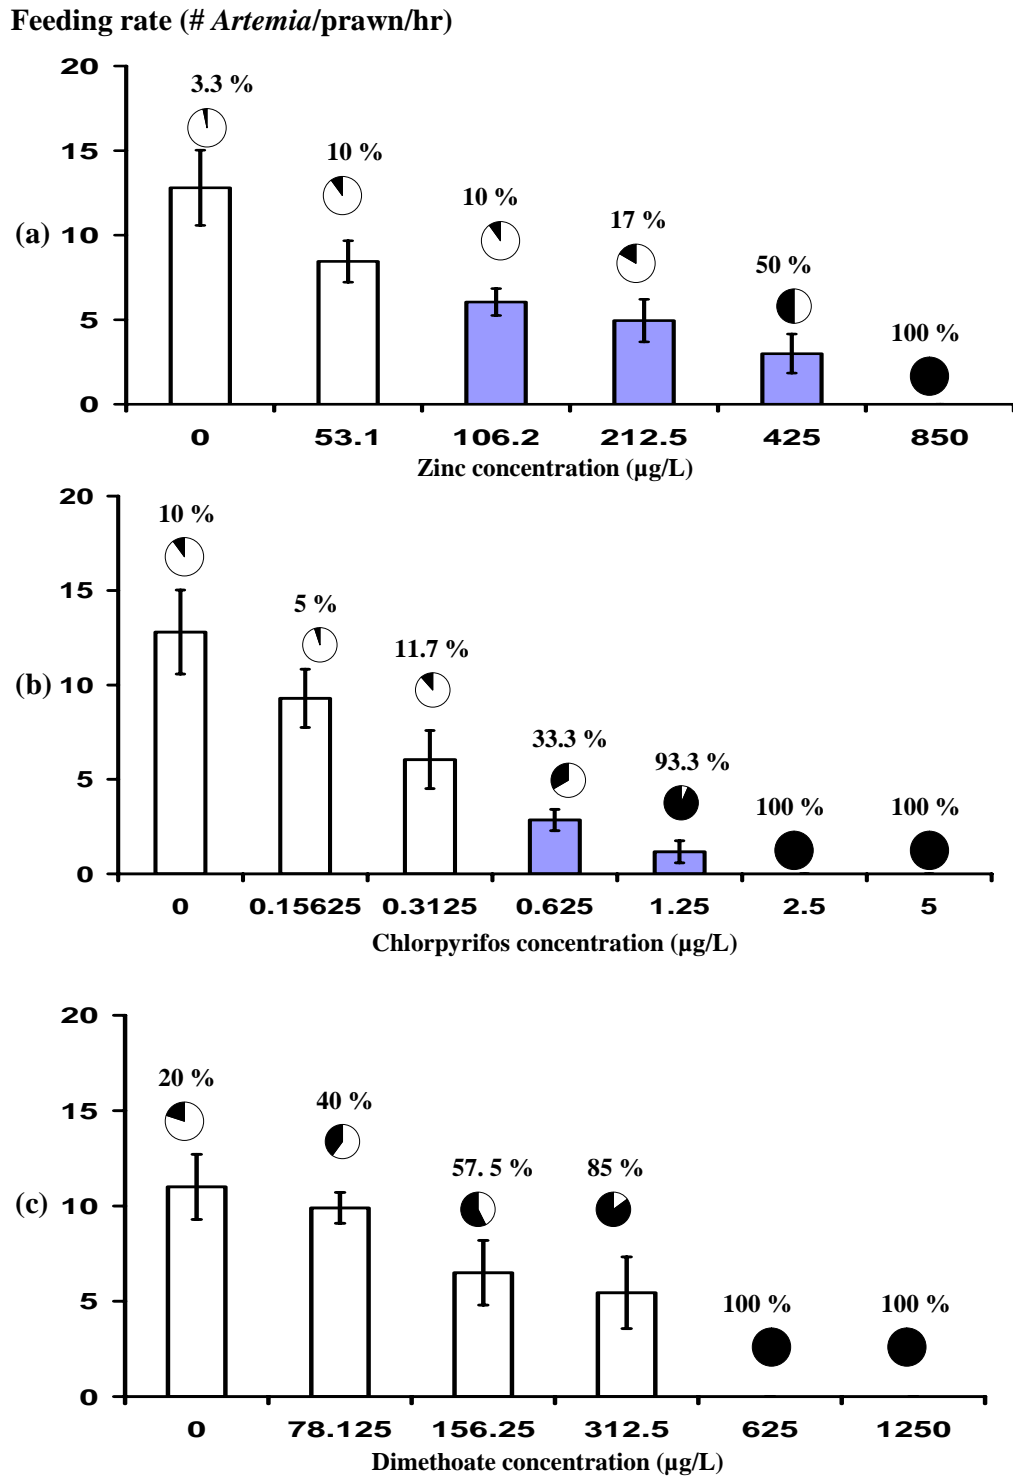 Feeding rate (# Artemia/prawn/hr)
20
3.3 %
15
10 %
10 %
17 %
(a)
10
50 %
5
100 %
0
0 53.1 106.2 212.5 425 850
Zinc concentration (µg/L)
20
10 %
15
5 %
11.7 %
(b)
10
33.3 %
93.3 %
5
100 % 100 %
0
0 0.15625 0.3125 0.625 1.25 2.5 5
Chlorpyrifos concentration (µg/L)
20
20 %
40 %
15
57. 5 % 85 %
(c)
10
5
100 % 100 %
0
0 78.125 156.25 312.5 625 1250
Dimethoate concentration (µg/L)